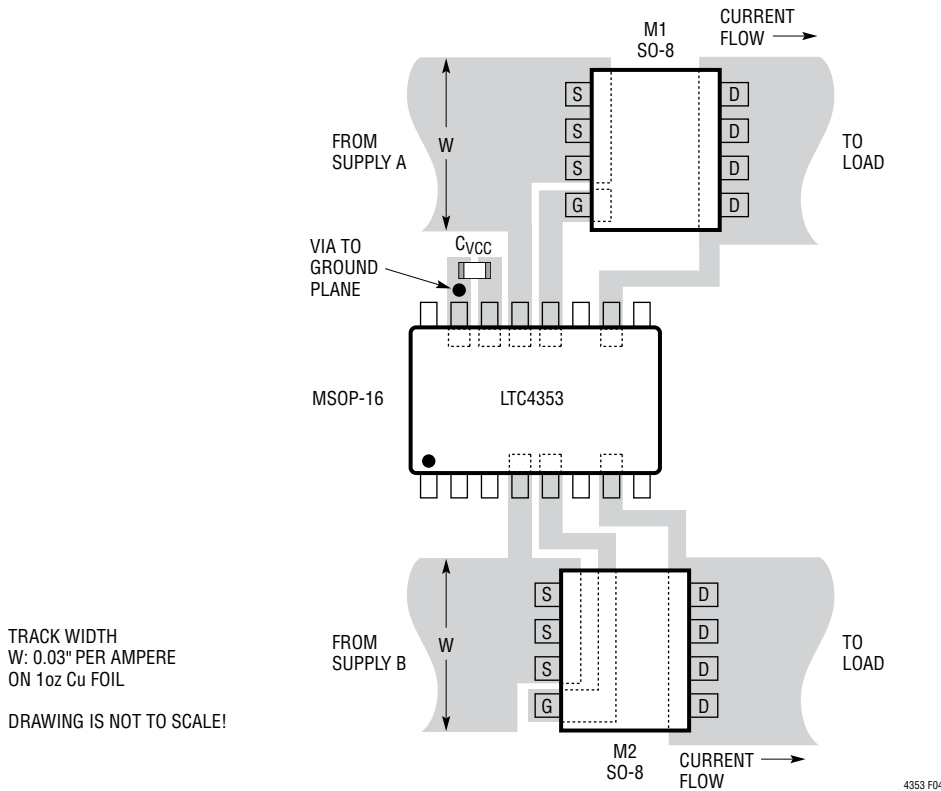 CURRENT
FLOW
M1
SO-8
S
D
S
D
FROM
SUPPLY A
W
TO
LOAD
S
D
G
D
VIA TO
GROUND
PLANE
CVCC
MSOP-16
LTC4353
S
D
S
D
TRACK WIDTH
W: 0.03" PER AMPERE
ON 1oz Cu FOIL
FROM
SUPPLY B
W
TO
LOAD
S
D
G
D
DRAWING IS NOT TO SCALE!
M2
SO-8
CURRENT
FLOW
4353 F04